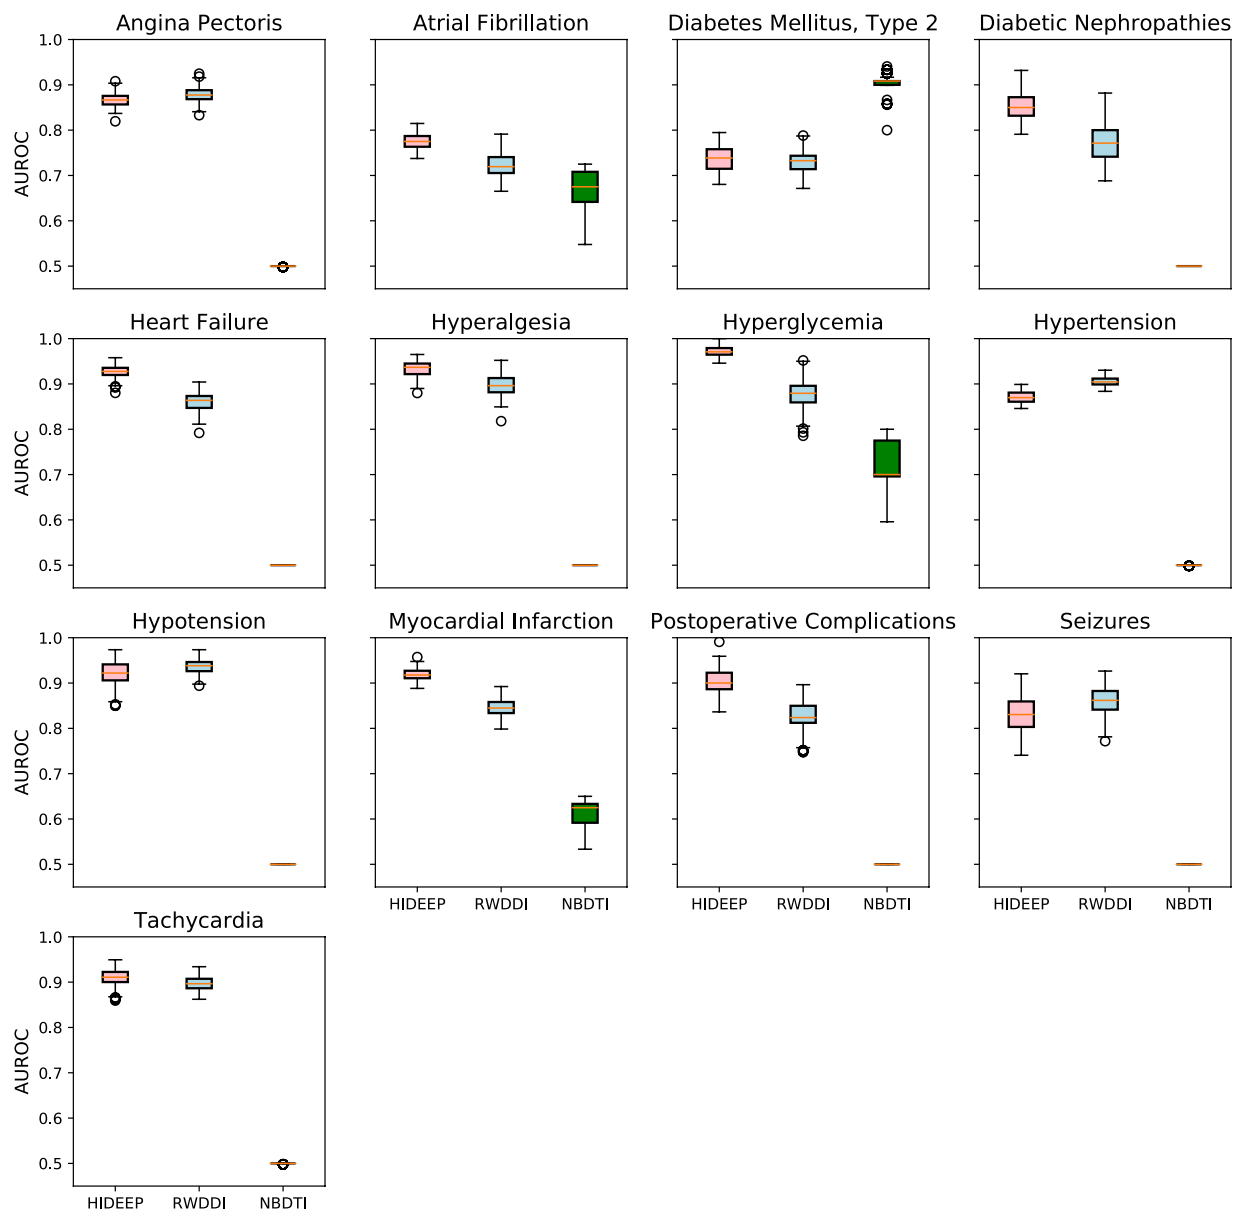 Angina Pectoris
Atrial Fibrillation
Diabetes Mellitus, Type 2
Diabetic Nephropathies
AUROC
1.0
0.9
0.8
0.7
0.6
0.5
Heart Failure
Hyperalgesia
Hyperglycemia
Hypertension
AUROC
1.0
0.9
0.8
0.7
0.6
0.5
Hypotension
Myocardial Infarction
Postoperative Complications
Seizures
AUROC
1.0
0.9
0.8
0.7
0.6
0.5
HIDEEP RWDDI NBDTI
HIDEEP RWDDI NBDTI
HIDEEP RWDDI NBDTI
Tachycardia
AUROC
1.0
0.9
0.8
0.7
0.6
0.5
HIDEEP RWDDI NBDTI